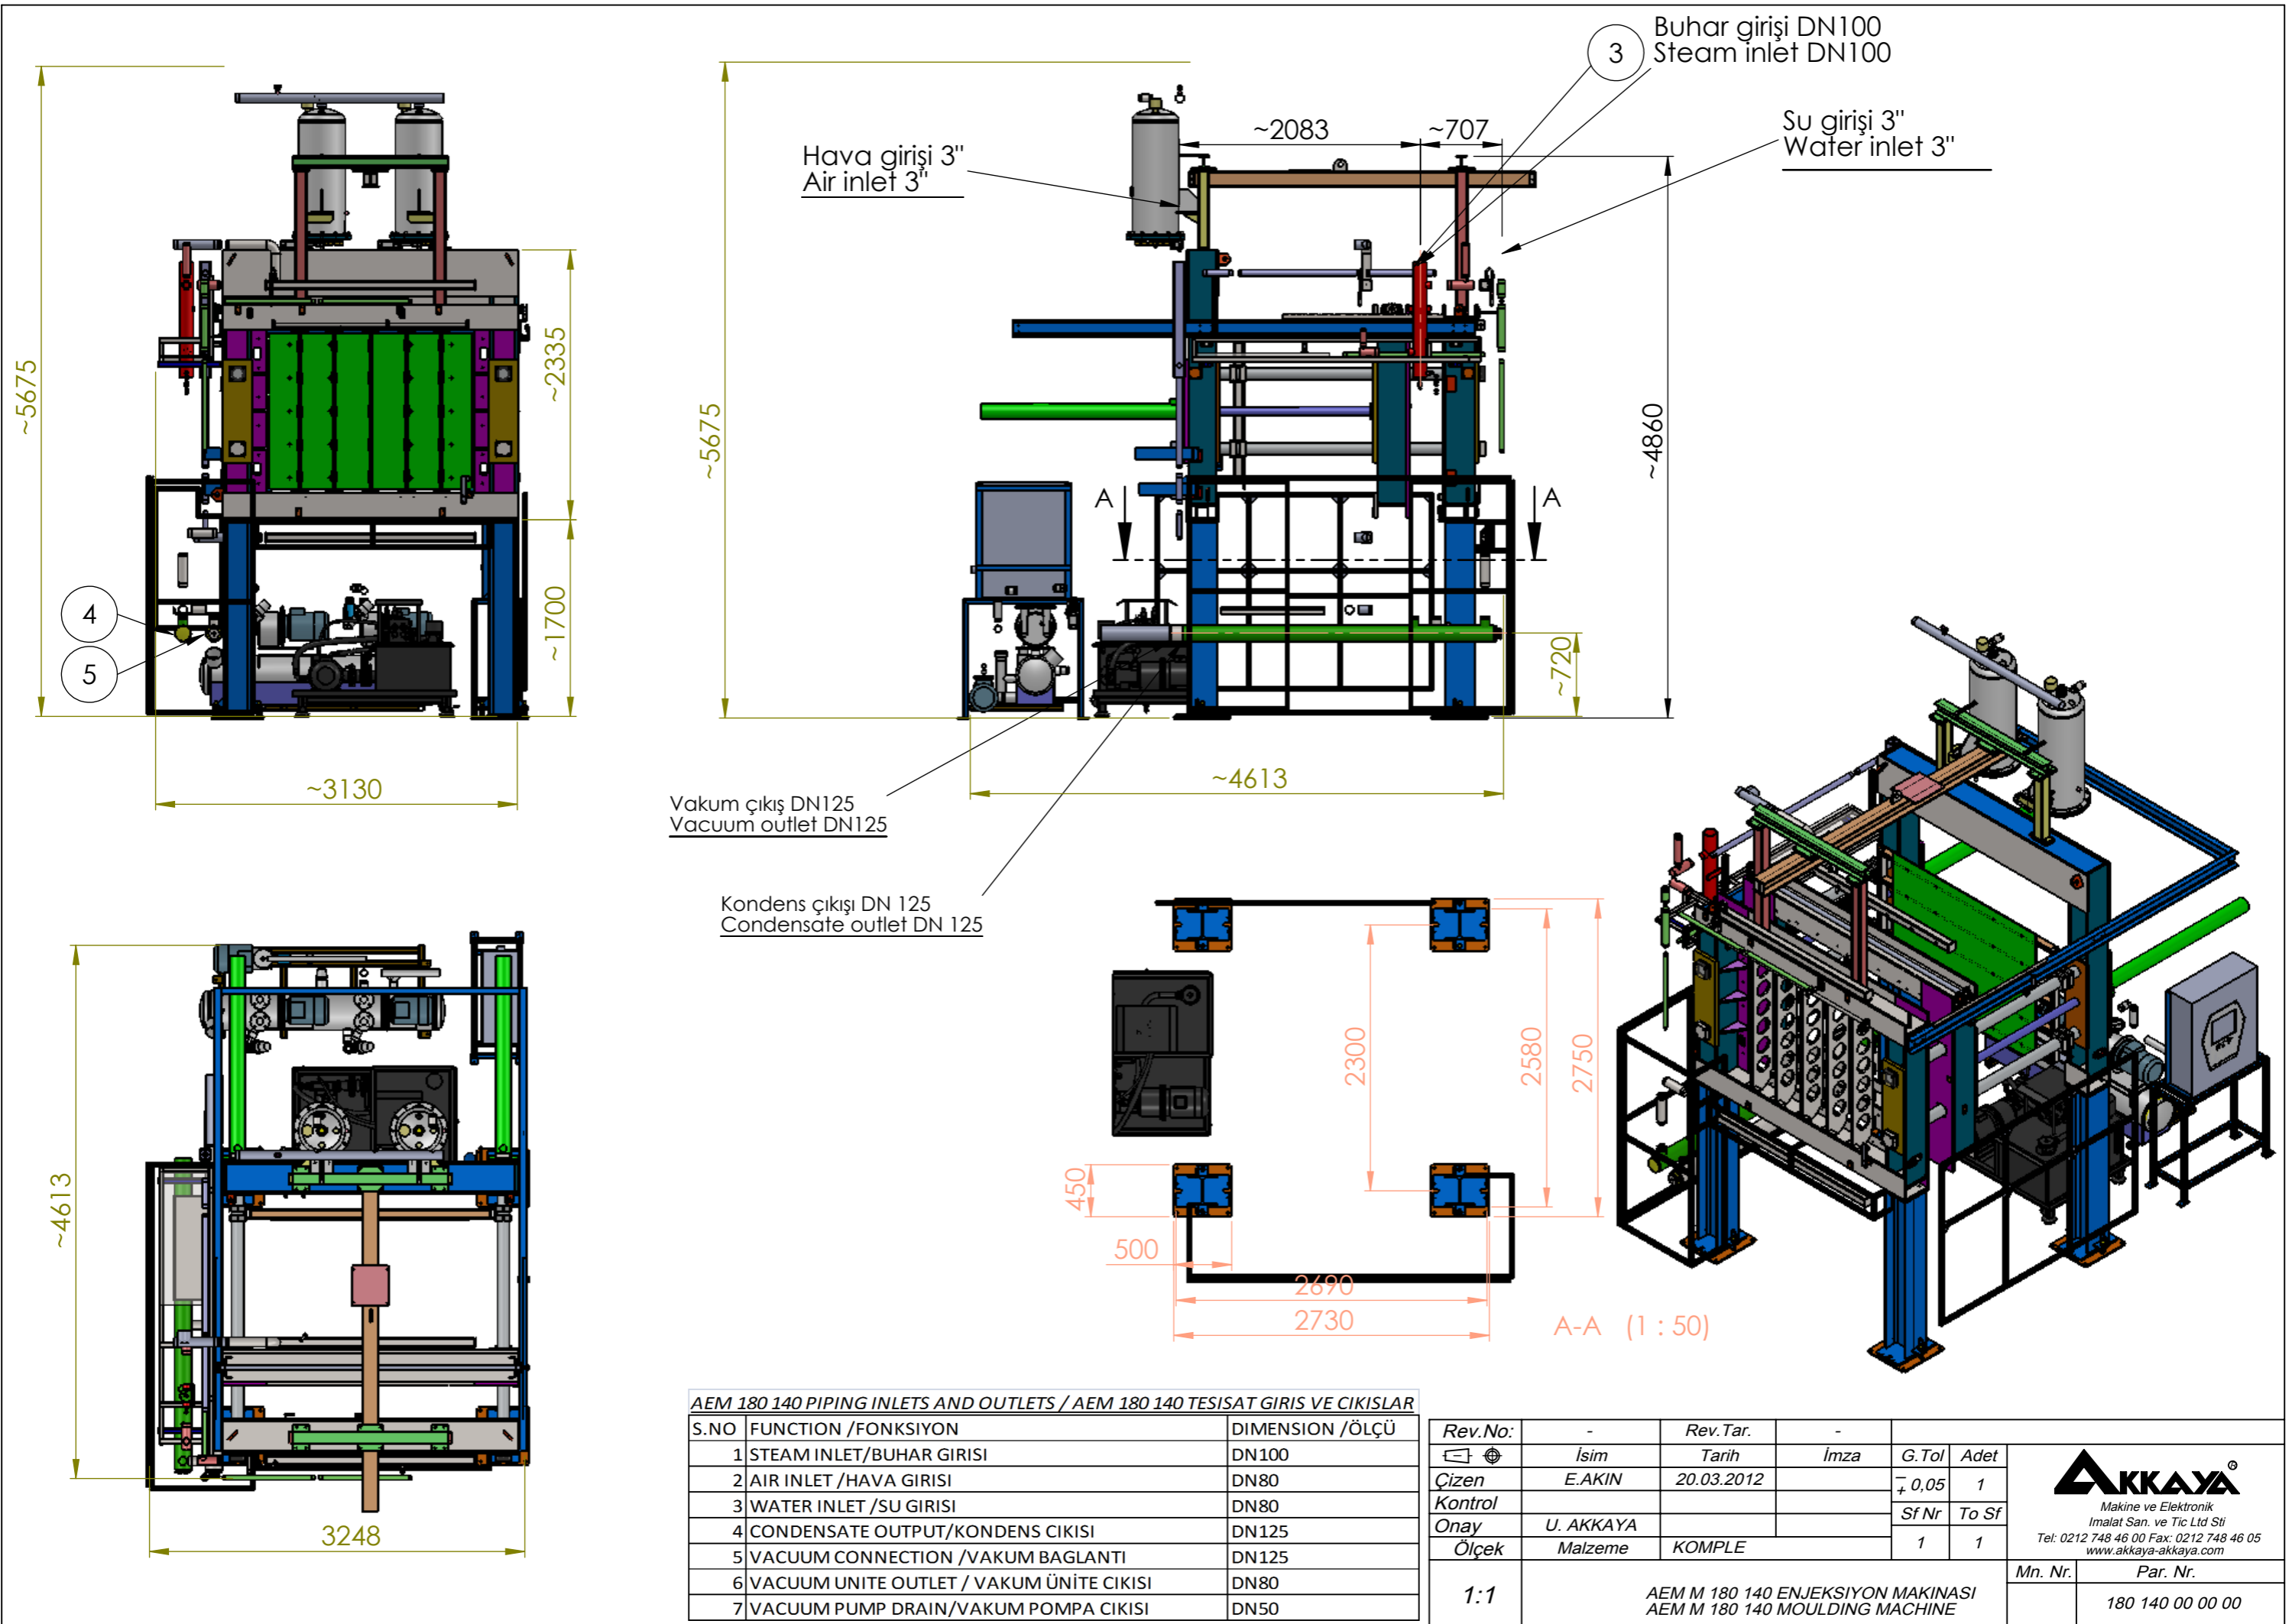 ~5675
~2335
~1700
4
5
~3130
Buhar girişi DN100
3
Steam inlet DN100
Su girişi 3"
Water inlet 3"
Hava girişi 3"
Air inlet 3"
~2083
~707
~5675
~4860
A
A
~720
~4613
Vakum çıkış DN125
Vacuum outlet DN125
Kondens çıkışı DN 125
Condensate outlet DN 125
~4613
3248
2300
2580
2750
450
500
2690
2730
A-A (1 : 50)
AEM 180 140 PIPING INLETS AND OUTLETS / AEM 180 140 TESISAT GIRIS VE CIKISLAR
S.NO FUNCTION /FONKSIYON DIMENSION /ÖLÇÜ
1 STEAM INLET/BUHAR GIRISI DN100
2 AIR INLET /HAVA GIRISI DN80
3 WATER INLET /SU GIRISI DN80
4 CONDENSATE OUTPUT/KONDENS CIKISI DN125
5 VACUUM CONNECTION /VAKUM BAGLANTI DN125
6 VACUUM UNITE OUTLET / VAKUM ÜNİTE CIKISI DN80
7 VACUUM PUMP DRAIN/VAKUM POMPA CIKISI DN50
Rev.No: - Rev.Tar. -
İsim Tarih İmza G.Tol Adet
Çizen E.AKIN 20.03.2012 -+ 0,05 1
Kontrol
Sf Nr To Sf
Onay U. AKKAYA
Ölçek Malzeme KOMPLE 1 1
1:1
AEM M 180 140 ENJEKSIYON MAKINASI
AEM M 180 140 MOULDING MACHINE
AKKAYA®
Makine ve Elektronik
Imalat San. ve Tic Ltd Sti
Tel: 0212 748 46 00 Fax: 0212 748 46 05
www.akkaya-akkaya.com
Mn. Nr. Par. Nr.
180 140 00 00 00